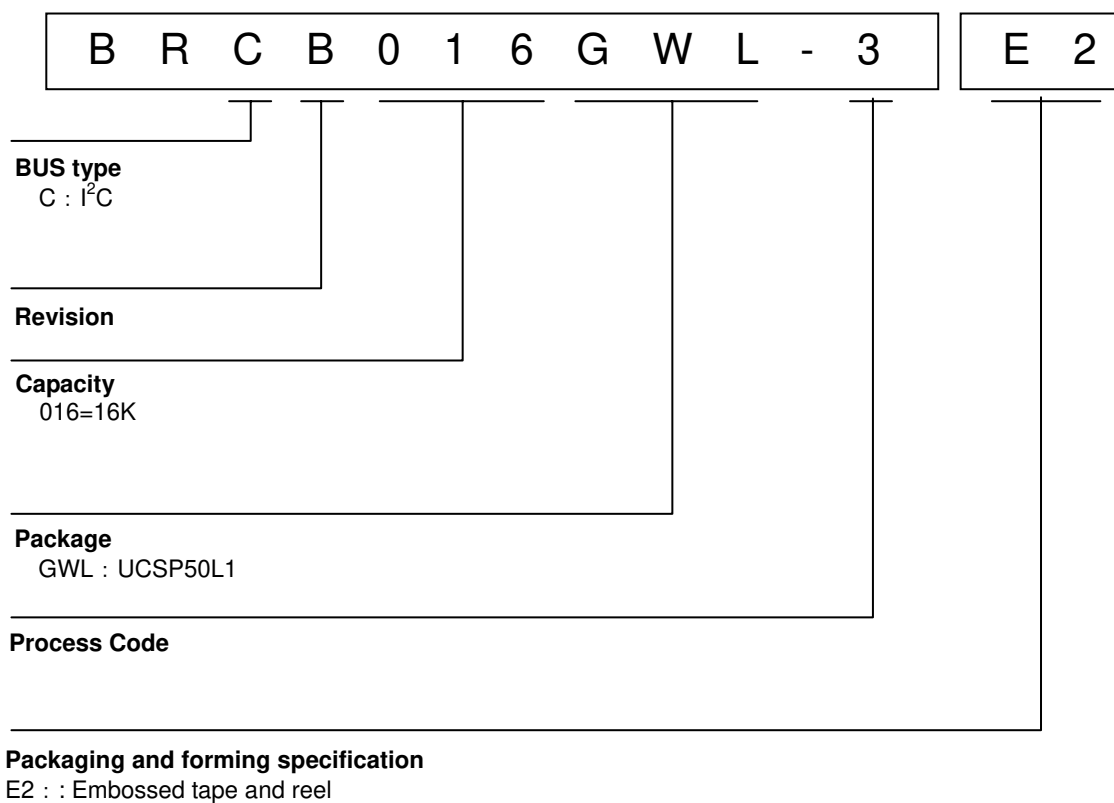 B R C B 0 1 6 G W L - 3 E 2
BUS type
C : I²C
Revision
Capacity
016=16K
Package
GWL : UCSP50L1
Process Code
Packaging and forming specification
E2 : : Embossed tape and reel